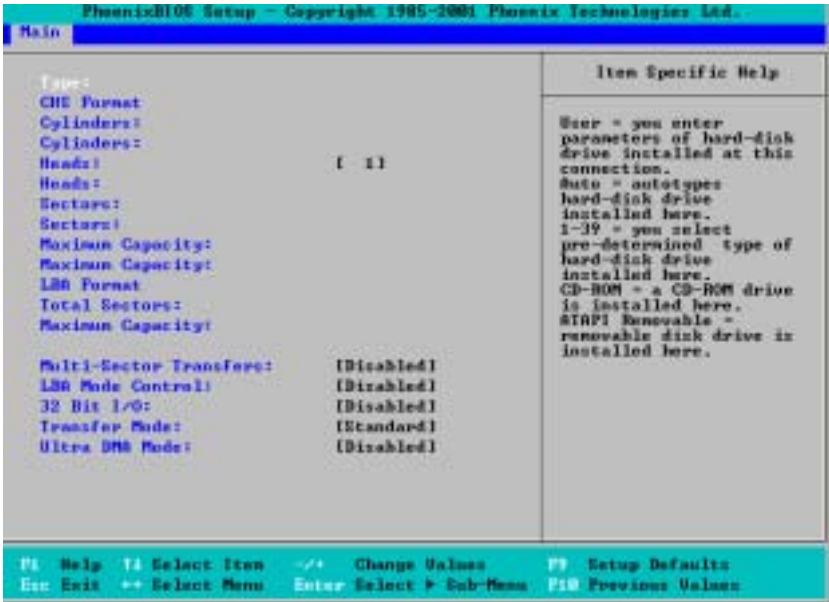 PhoenixBIOS Setup - Copyright 1985-2001 Phoenix Technologies Ltd.
Main
Type:
CHS Format
Cylinders:
Cylinders:
Heads: [ 1]
Heads:
Sectors:
Sectors:
Maximum Capacity:
Maximum Capacity:
LBA Format
Total Sectors:
Maximum Capacity:
Multi-Sector Transfers: [Disabled]
LBA Mode Control: [Disabled]
32 Bit I/O: [Disabled]
Transfer Mode: [Standard]
Ultra DMA Mode: [Disabled]
Item Specific Help
User = you enter
parameters of hard-disk
drive installed at this
connection.
Auto = autotypes
hard-disk drive
installed here.
1-39 = you select
pre-determined type of
hard-disk drive
installed here.
CD-ROM = a CD-ROM drive
is installed here.
ATAPI Removable =
removable disk drive is
installed here.
F1 Help ↑↓ Select Item -/+ Change Values F9 Setup Defaults
Esc Exit ↔ Select Menu Enter Select ▶ Sub-Menu F10 Previous Values